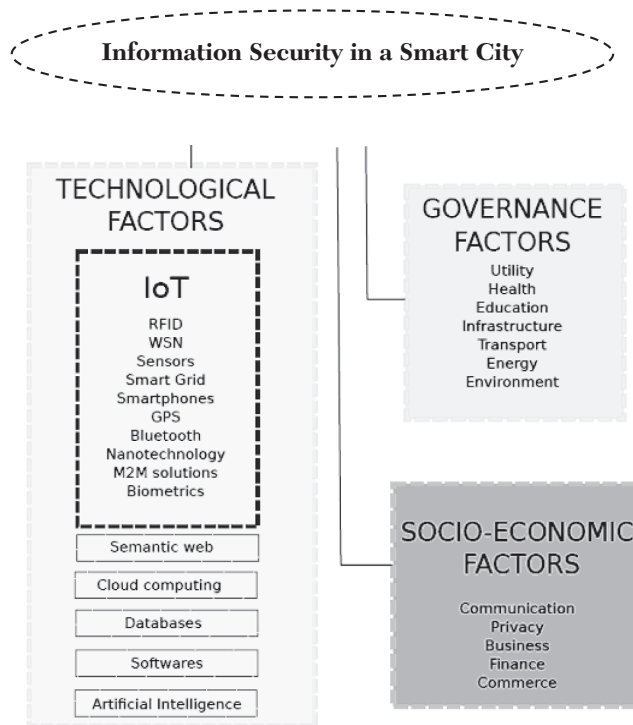 Information Security in a Smart City
TECHNOLOGICAL
FACTORS
IoT
RFID
WSN
Sensors
Smart Grid
Smartphones
GPS
Bluetooth
Nanotechnology
M2M solutions
Biometrics
Semantic web
Cloud computing
Databases
Softwares
Artificial Intelligence
GOVERNANCE
FACTORS
Utility
Health
Education
Infrastructure
Transport
Energy
Environment
SOCIO-ECONOMIC
FACTORS
Communication
Privacy
Business
Finance
Commerce